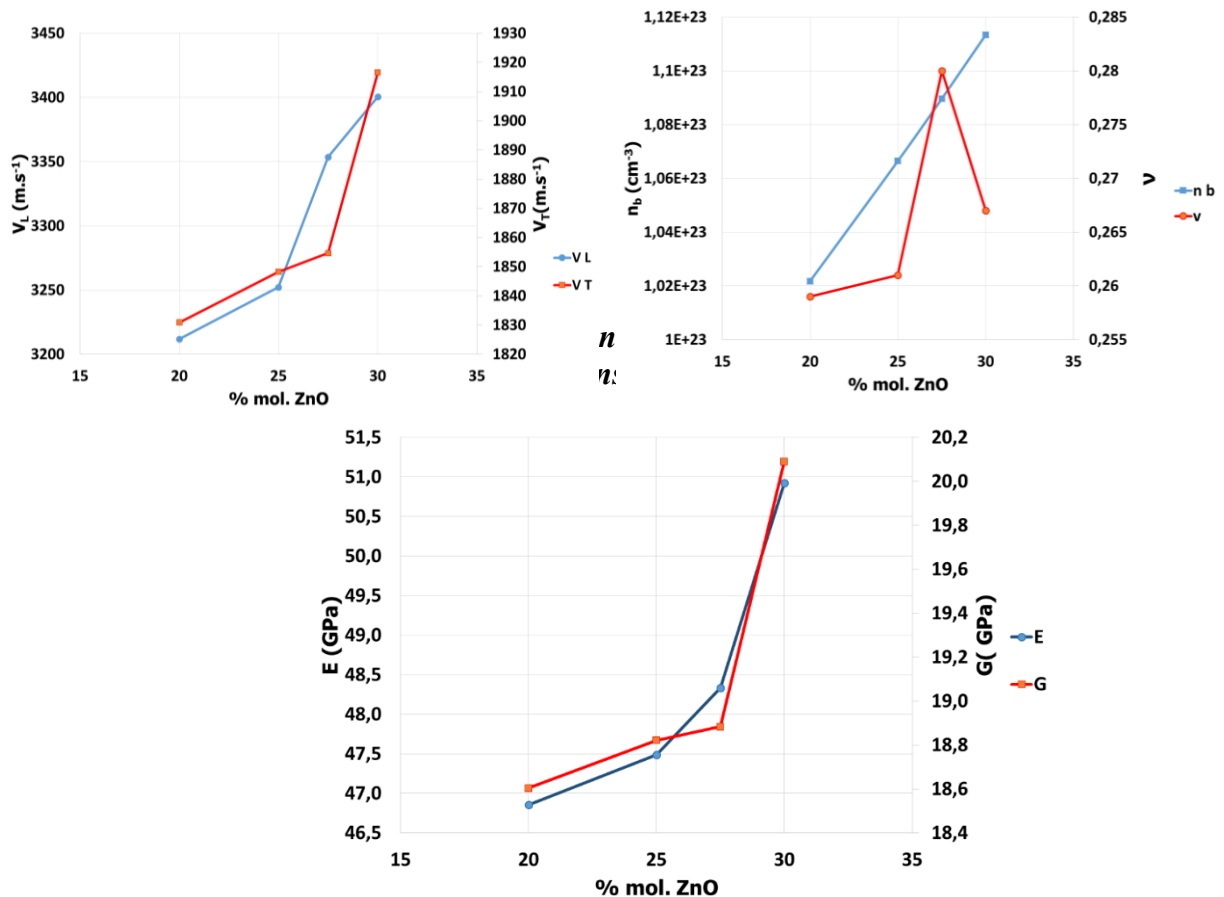 3450
3400
3350
3300
3250
3200
V_L (m.s⁻¹)
1930
1920
1910
1900
1890
1880
1870
1860
1850
1840
1830
1820
V_T(m.s⁻¹)
V L
V T
15 20 25 30 35
% mol. ZnO
1,12E+23
1,1E+23
1,08E+23
1,06E+23
1,04E+23
1,02E+23
1E+23
n_b (cm⁻³)
0,285
0,28
0,275
0,27
0,265
0,26
0,255
ν
n b
ν
15 20 25 30 35
% mol. ZnO
n
51,5
51,0
50,5
50,0
49,5
49,0
48,5
48,0
47,5
47,0
46,5
E (GPa)
20,2
20,0
19,8
19,6
19,4
19,2
19,0
18,8
18,6
18,4
G( GPa)
E
G
15 20 25 30 35
% mol. ZnO